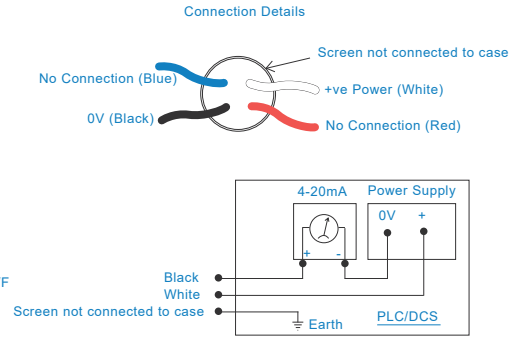 Connection Details
Screen not connected to case
No Connection (Blue)
+ve Power (White)
0V (Black)
No Connection (Red)
4-20mA
Power Supply
0V +
+ -
Black
White
Screen not connected to case
Earth
PLC/DCS